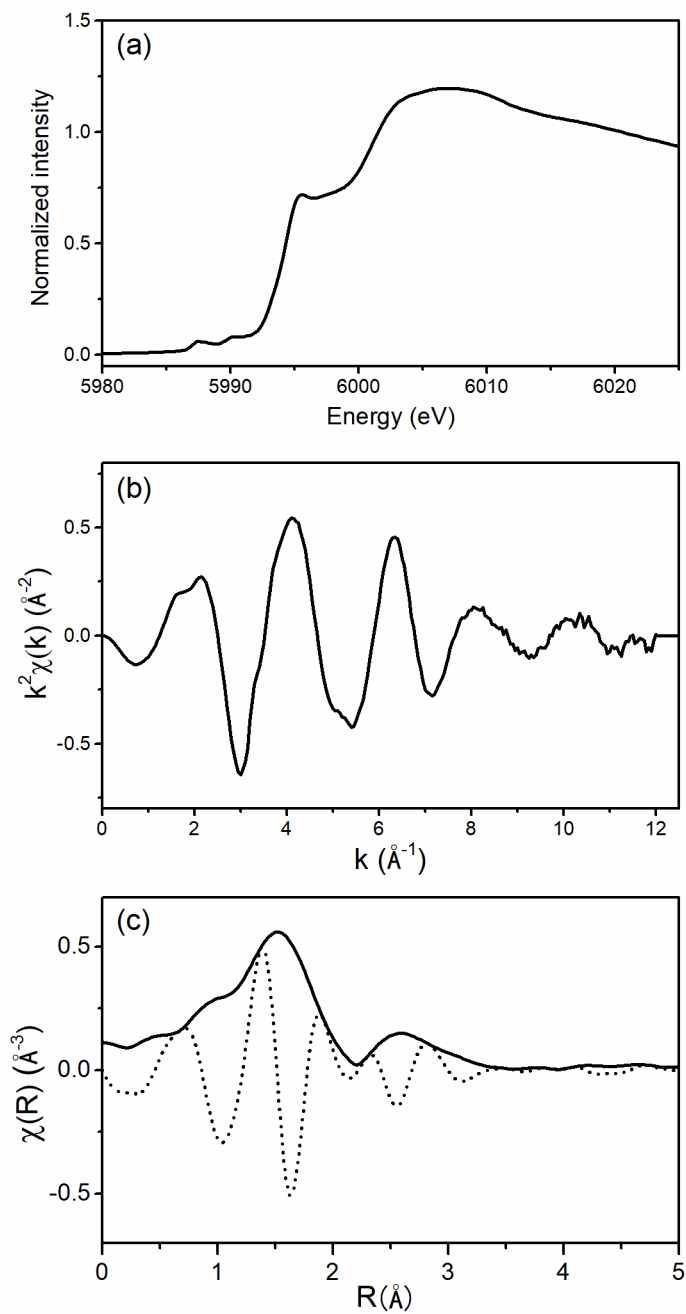 (a)
Normalized intensity
1.5
1.0
0.5
0.0
5980 5990 6000 6010 6020
Energy (eV)
(b)
k²χ(k) (Å⁻²)
0.5
0.0
-0.5
0 2 4 6 8 10 12
k (Å⁻¹)
(c)
χ(R) (Å⁻³)
0.5
0.0
-0.5
0 1 2 3 4 5
R(Å)